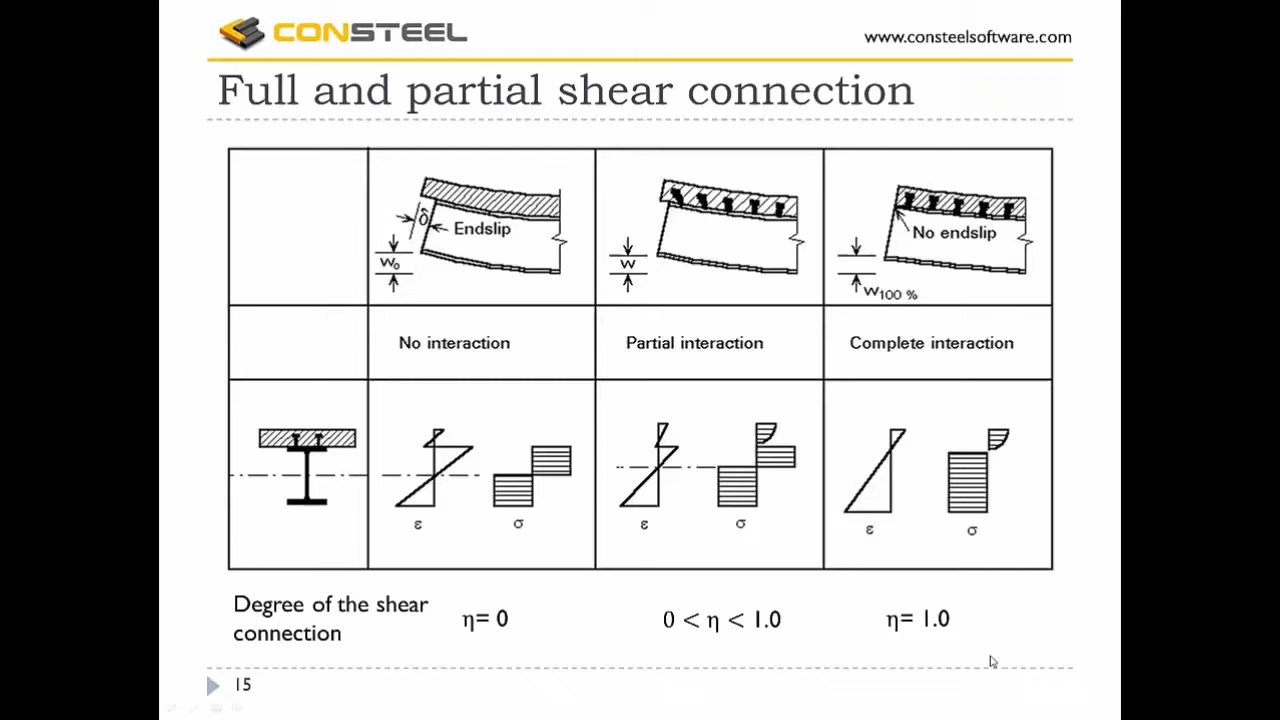 CONSTEEL
www.consteelsoftware.com
Full and partial shear connection
δ
Endslip
w₀
w
No endslip
w₁₀₀ %
No interaction
Partial interaction
Complete interaction
ε
σ
ε
σ
ε
σ
Degree of the shear
connection
η= 0
0 < η < 1.0
η= 1.0
15